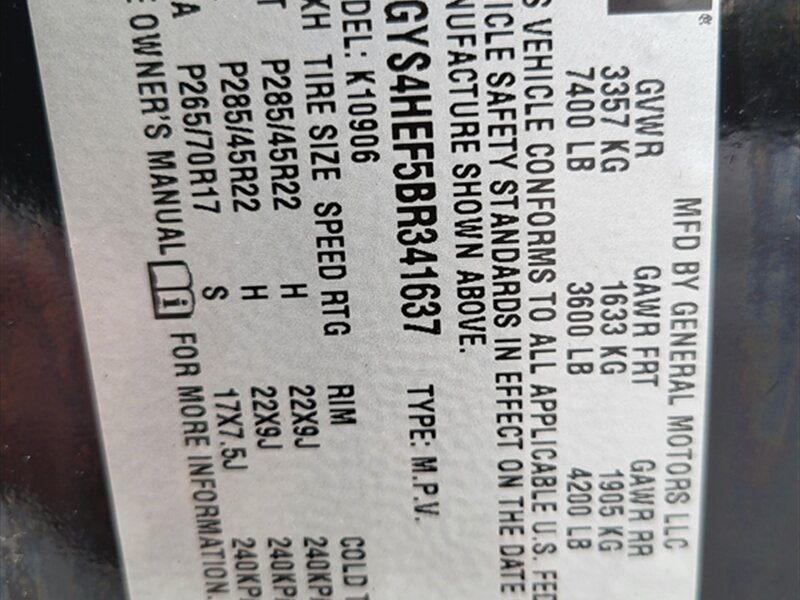 MFD BY GENERAL MOTORS LLC
GVWR GAWR FRT GAWR RR
3357 KG 1633 KG 1905 KG
7400 LB 3600 LB 4200 LB
S VEHICLE CONFORMS TO ALL APPLICABLE U.S. FED
ICLE SAFETY STANDARDS IN EFFECT ON THE DATE
NUFACTURE SHOWN ABOVE.
GYS4HEF5BR341637 TYPE: M.P.V.
DEL: K10906
XH TIRE SIZE SPEED RTG RIM COLD T
T P285/45R22 H 22X9J 240KP
P285/45R22 H 22X9J 240KP
A P265/70R17 S 17X7.5J 240KP
E OWNER'S MANUAL FOR MORE INFORMATION.